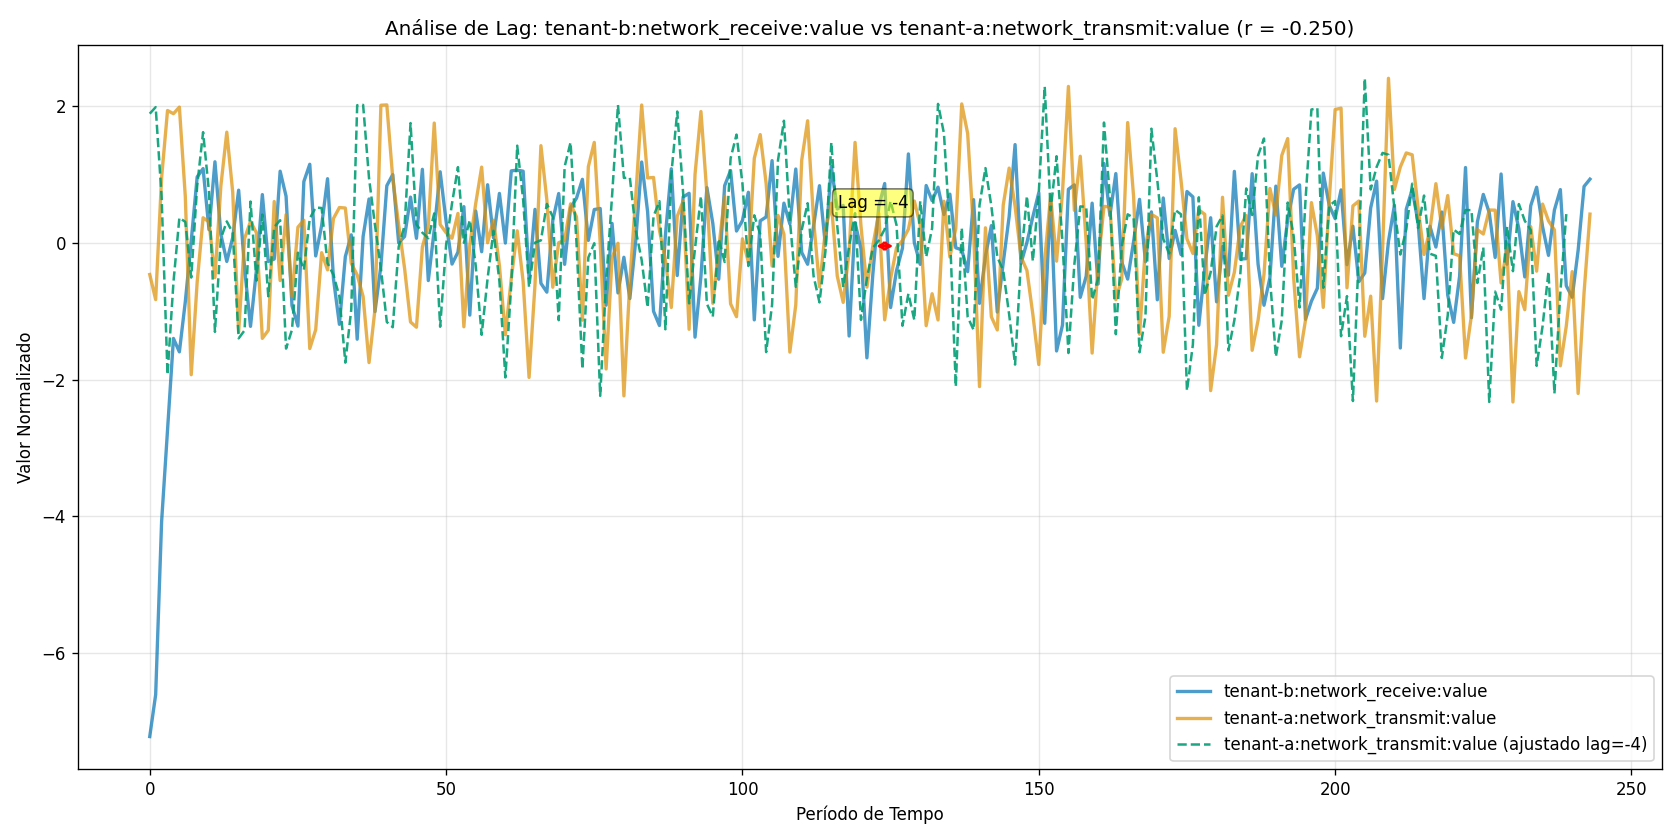 Análise de Lag: tenant-b:network_receive:value vs tenant-a:network_transmit:value (r = -0.250)
Valor Normalizado
2
0
−2
−4
−6
Lag = -4
tenant-b:network_receive:value
tenant-a:network_transmit:value
tenant-a:network_transmit:value (ajustado lag=-4)
0 50 100 150 200 250
Período de Tempo